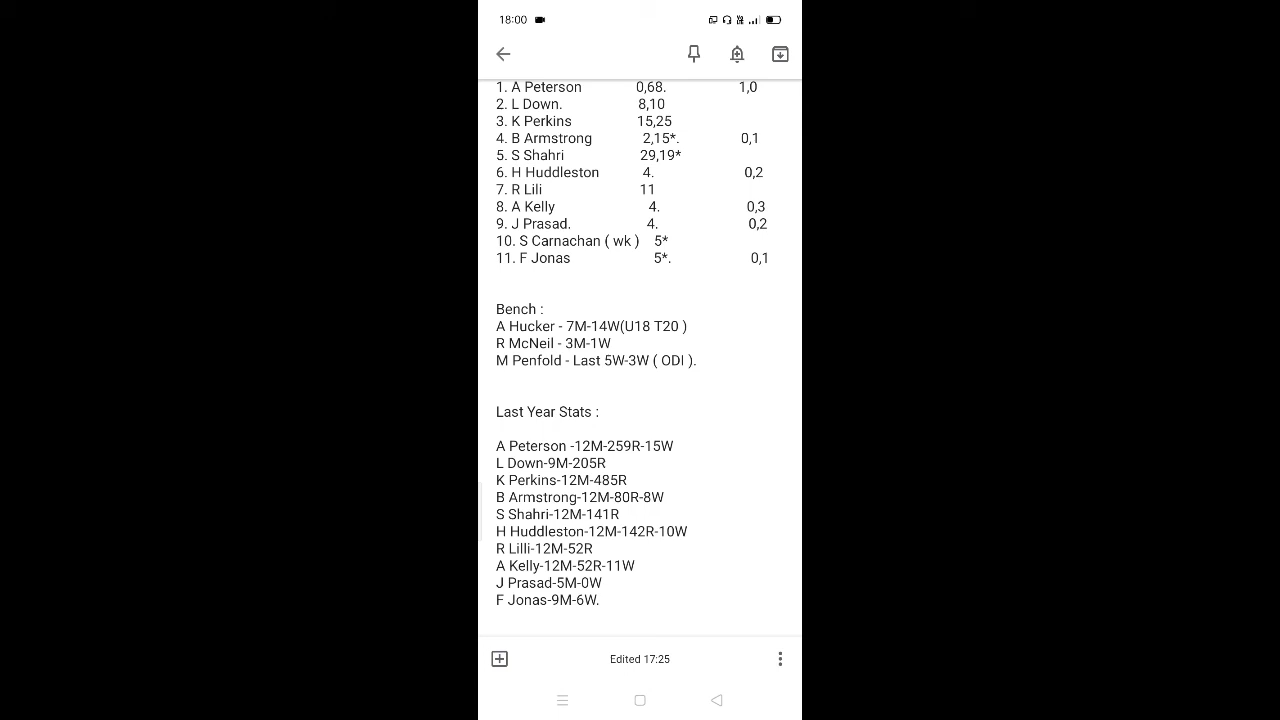 18:00
1. A Peterson 0,68. 1,0
2. L Down. 8,10
3. K Perkins 15,25
4. B Armstrong 2,15*. 0,1
5. S Shahri 29,19*
6. H Huddleston 4. 0,2
7. R Lili 11
8. A Kelly 4. 0,3
9. J Prasad. 4. 0,2
10. S Carnachan ( wk ) 5*
11. F Jonas 5*. 0,1
Bench :
A Hucker - 7M-14W(U18 T20 )
R McNeil - 3M-1W
M Penfold - Last 5W-3W ( ODI ).
Last Year Stats :
A Peterson -12M-259R-15W
L Down-9M-205R
K Perkins-12M-485R
B Armstrong-12M-80R-8W
S Shahri-12M-141R
H Huddleston-12M-142R-10W
R Lilli-12M-52R
A Kelly-12M-52R-11W
J Prasad-5M-0W
F Jonas-9M-6W.
Edited 17:25